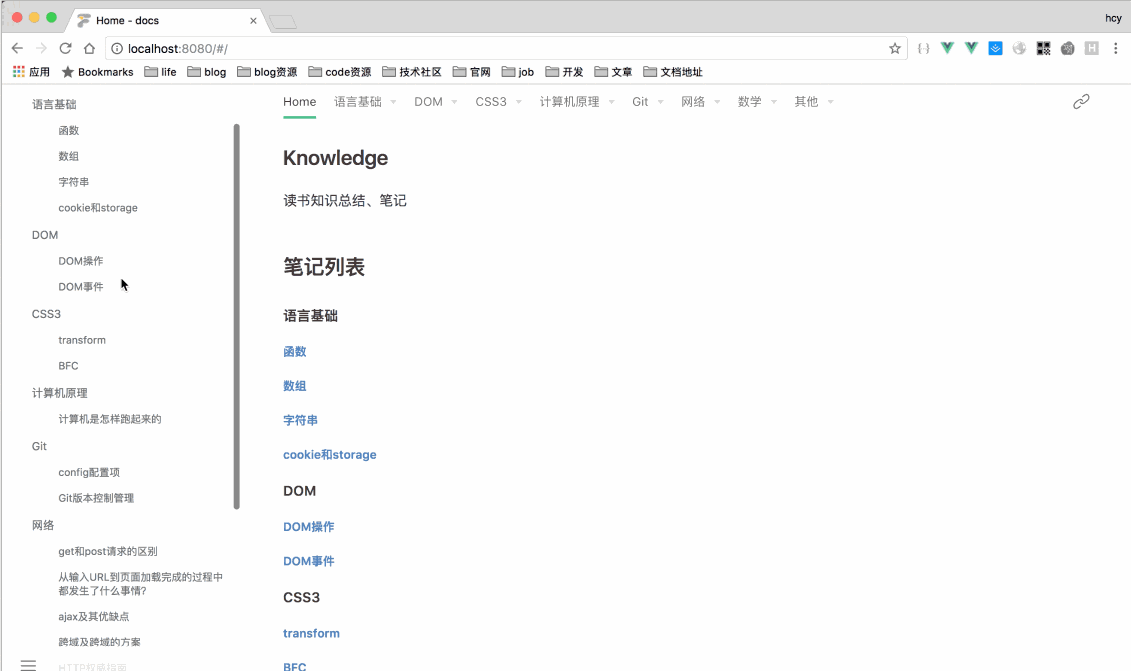 Home - docs
hcy
localhost:8080/#/
应用 Bookmarks life blog blog资源 code资源 技术社区 官网 job 开发 文章 文档地址
Home 语言基础 DOM CSS3 计算机原理 Git 网络 数学 其他
语言基础
函数
数组
字符串
cookie和storage
DOM
DOM操作
DOM事件
CSS3
transform
BFC
计算机原理
计算机是怎样跑起来的
Git
config配置项
Git版本控制管理
网络
get和post请求的区别
从输入URL到页面加载完成的过程中
都发生了什么事情?
ajax及其优缺点
跨域及跨域的方案
HTTP权威指南
Knowledge
读书知识总结、笔记
笔记列表
语言基础
函数
数组
字符串
cookie和storage
DOM
DOM操作
DOM事件
CSS3
transform
BFC